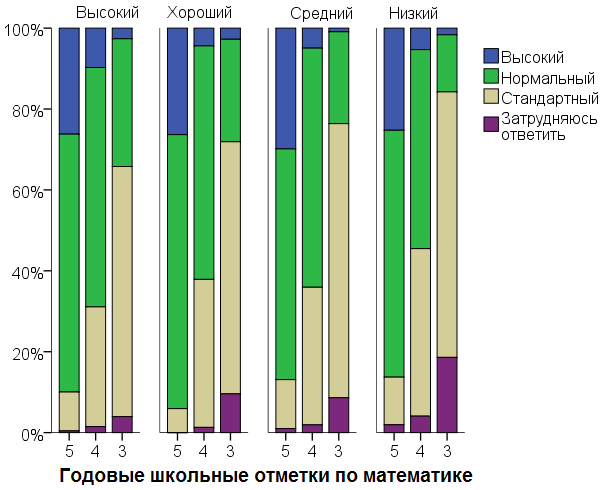 Высокий Хороший Средний Низкий
100%
80%
60%
40%
20%
0%
Высокий
Нормальный
Стандартный
Затрудняюсь
ответить
5 4 3 5 4 3 5 4 3 5 4 3
Годовые школьные отметки по математике